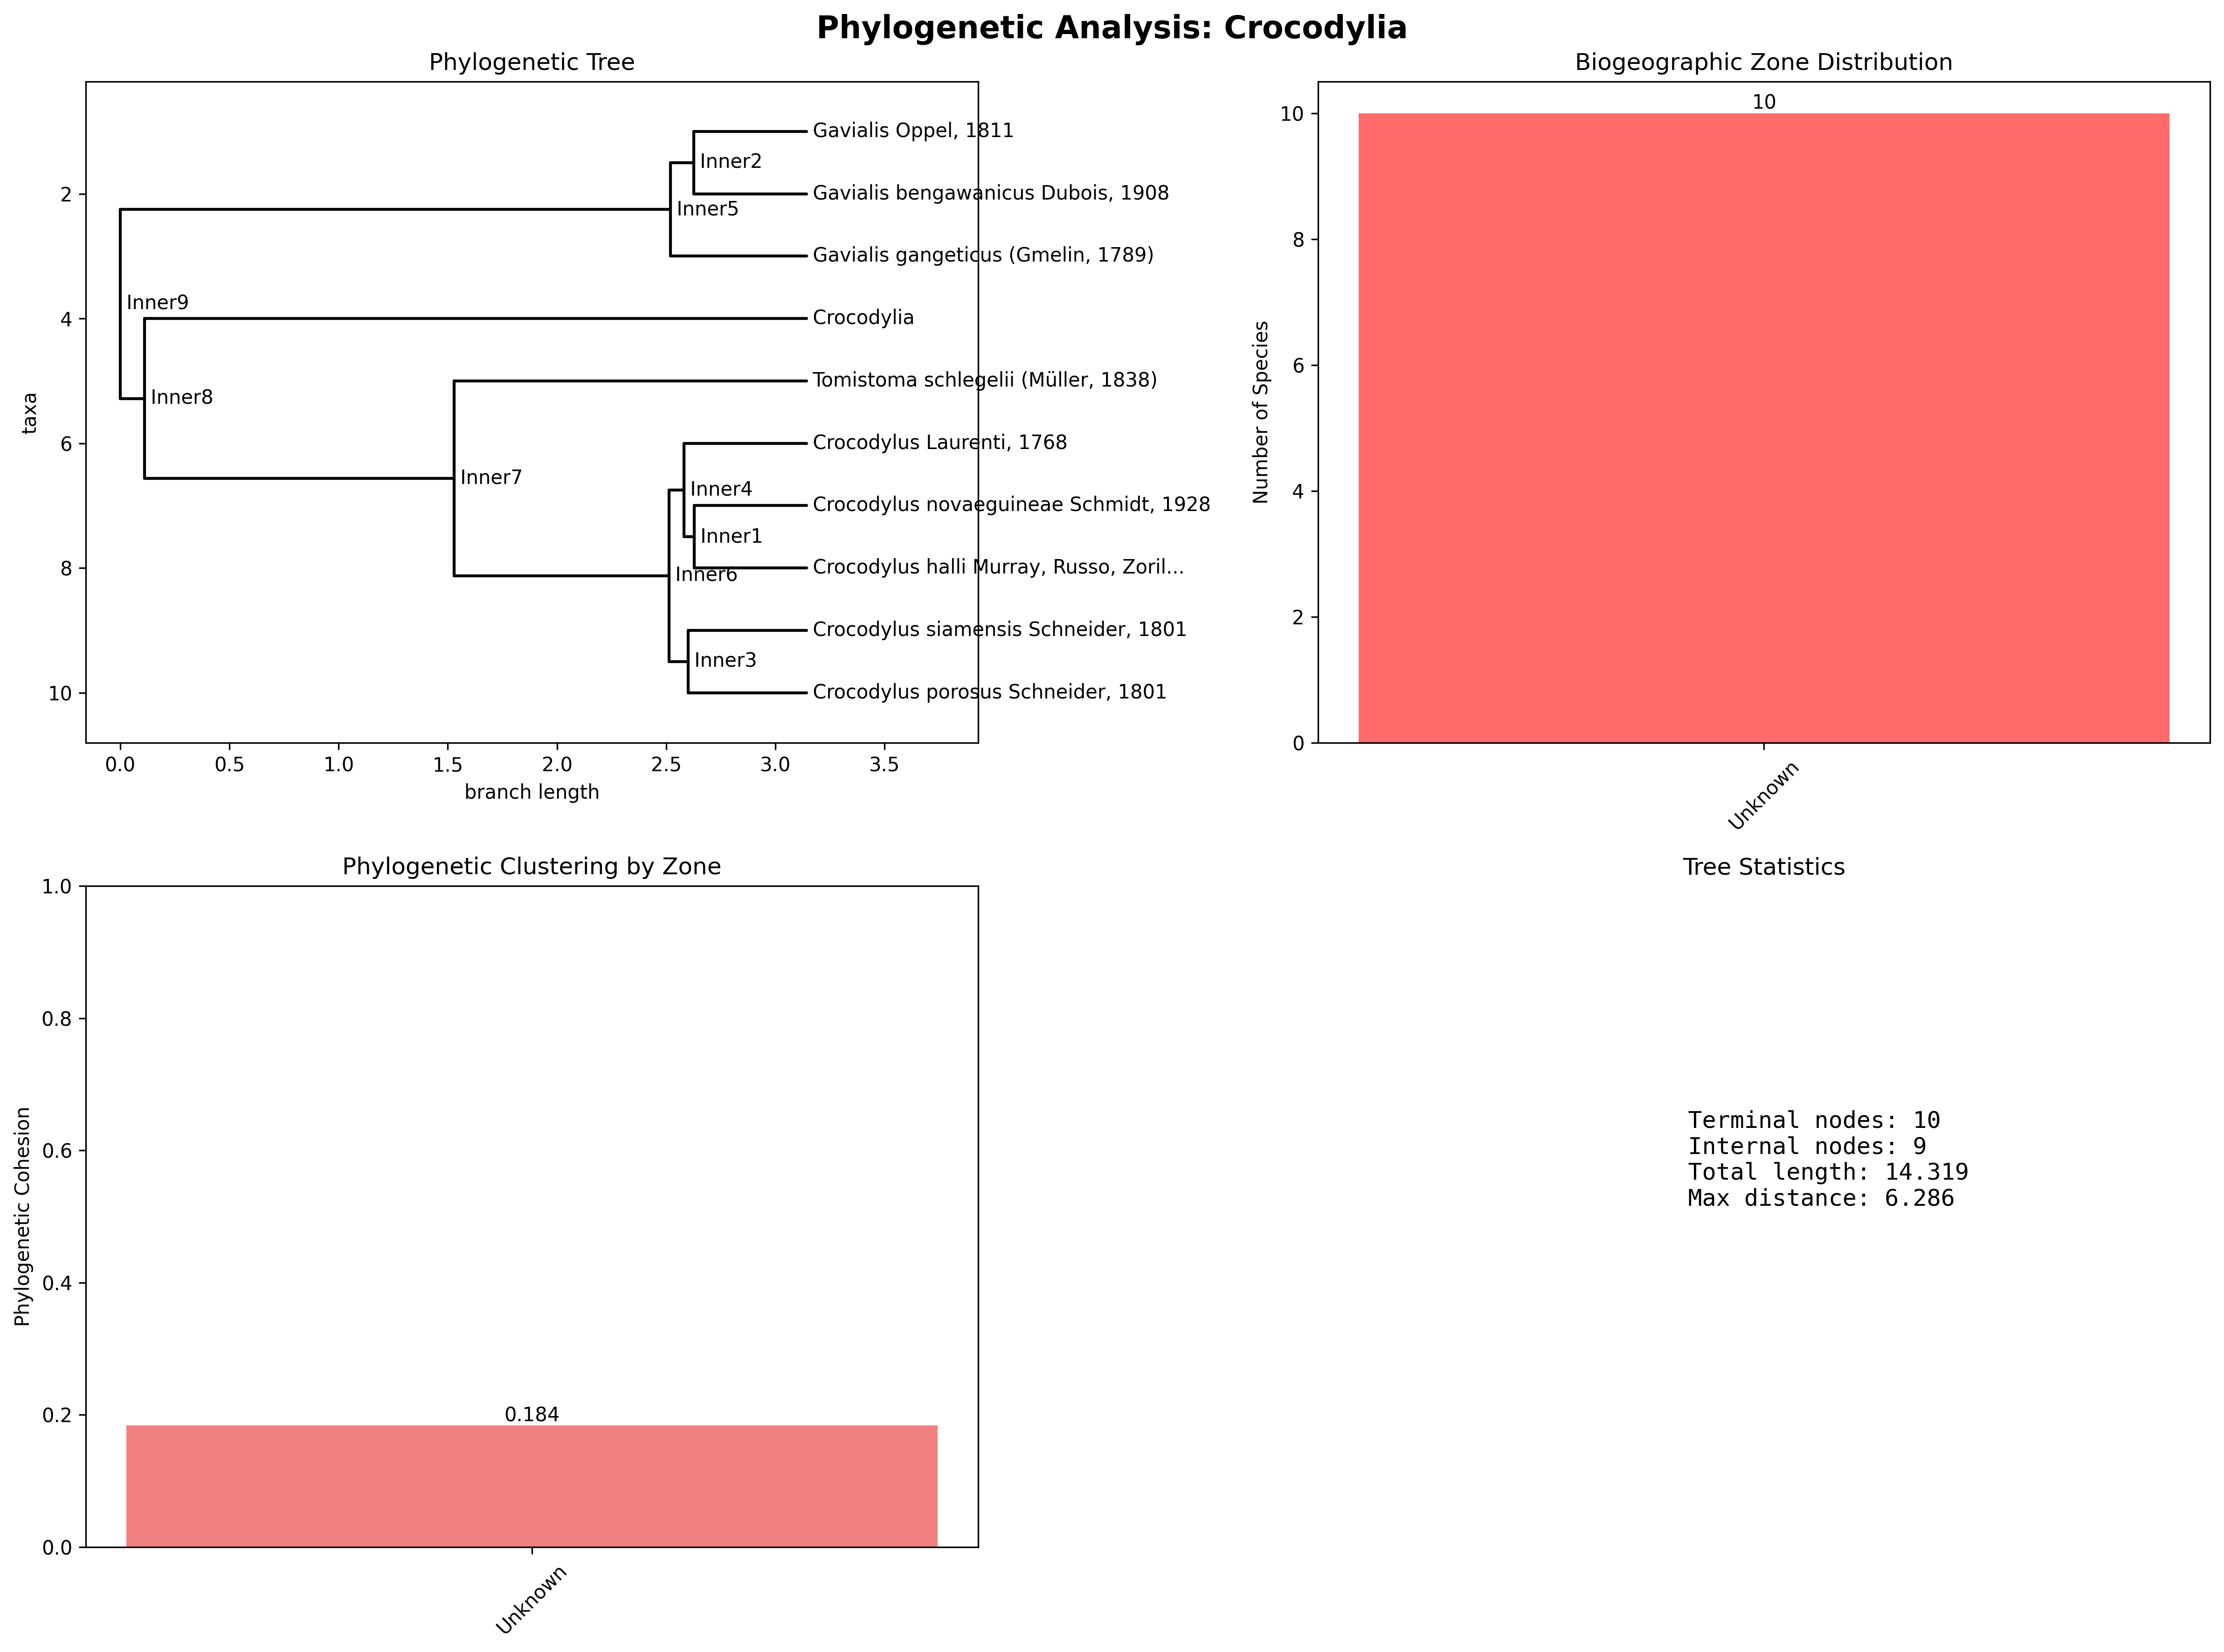 Phylogenetic Analysis: Crocodylia
Phylogenetic Tree
Gavialis Oppel, 1811
Inner2
Gavialis bengawanicus Dubois, 1908
Inner5
Gavialis gangeticus (Gmelin, 1789)
Inner9
Crocodylia
Tomistoma schlegelii (Müller, 1838)
Inner8
Crocodylus Laurenti, 1768
Inner7
Inner4
Crocodylus novaeguineae Schmidt, 1928
Inner1
Crocodylus halli Murray, Russo, Zoril...
Inner6
Crocodylus siamensis Schneider, 1801
Inner3
Crocodylus porosus Schneider, 1801
taxa
2
4
6
8
10
0.0 0.5 1.0 1.5 2.0 2.5 3.0 3.5
branch length
Biogeographic Zone Distribution
10
Number of Species
10
8
6
4
2
0
Unknown
Phylogenetic Clustering by Zone
Phylogenetic Cohesion
1.0
0.8
0.6
0.4
0.2
0.0
0.184
Unknown
Tree Statistics
Terminal nodes: 10
Internal nodes: 9
Total length: 14.319
Max distance: 6.286